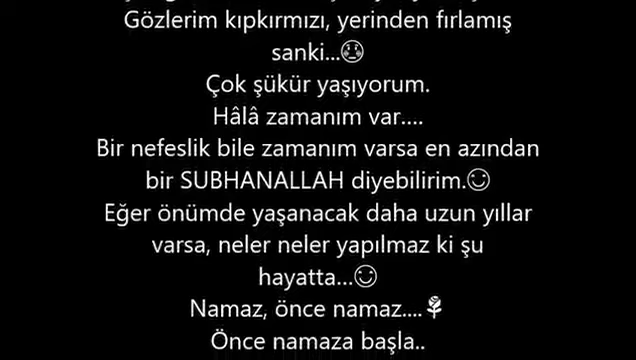 Gözlerim kıpkırmızı, yerinden fırlamış
sanki...😳
Çok şükür yaşıyorum.
Hâlâ zamanım var....
Bir nefeslik bile zamanım varsa en azından
bir SUBHANALLAH diyebilirim.☺
Eğer önümde yaşanacak daha uzun yıllar
varsa, neler neler yapılmaz ki şu
hayatta...☺
Namaz, önce namaz....🌹
Önce namaza başla..